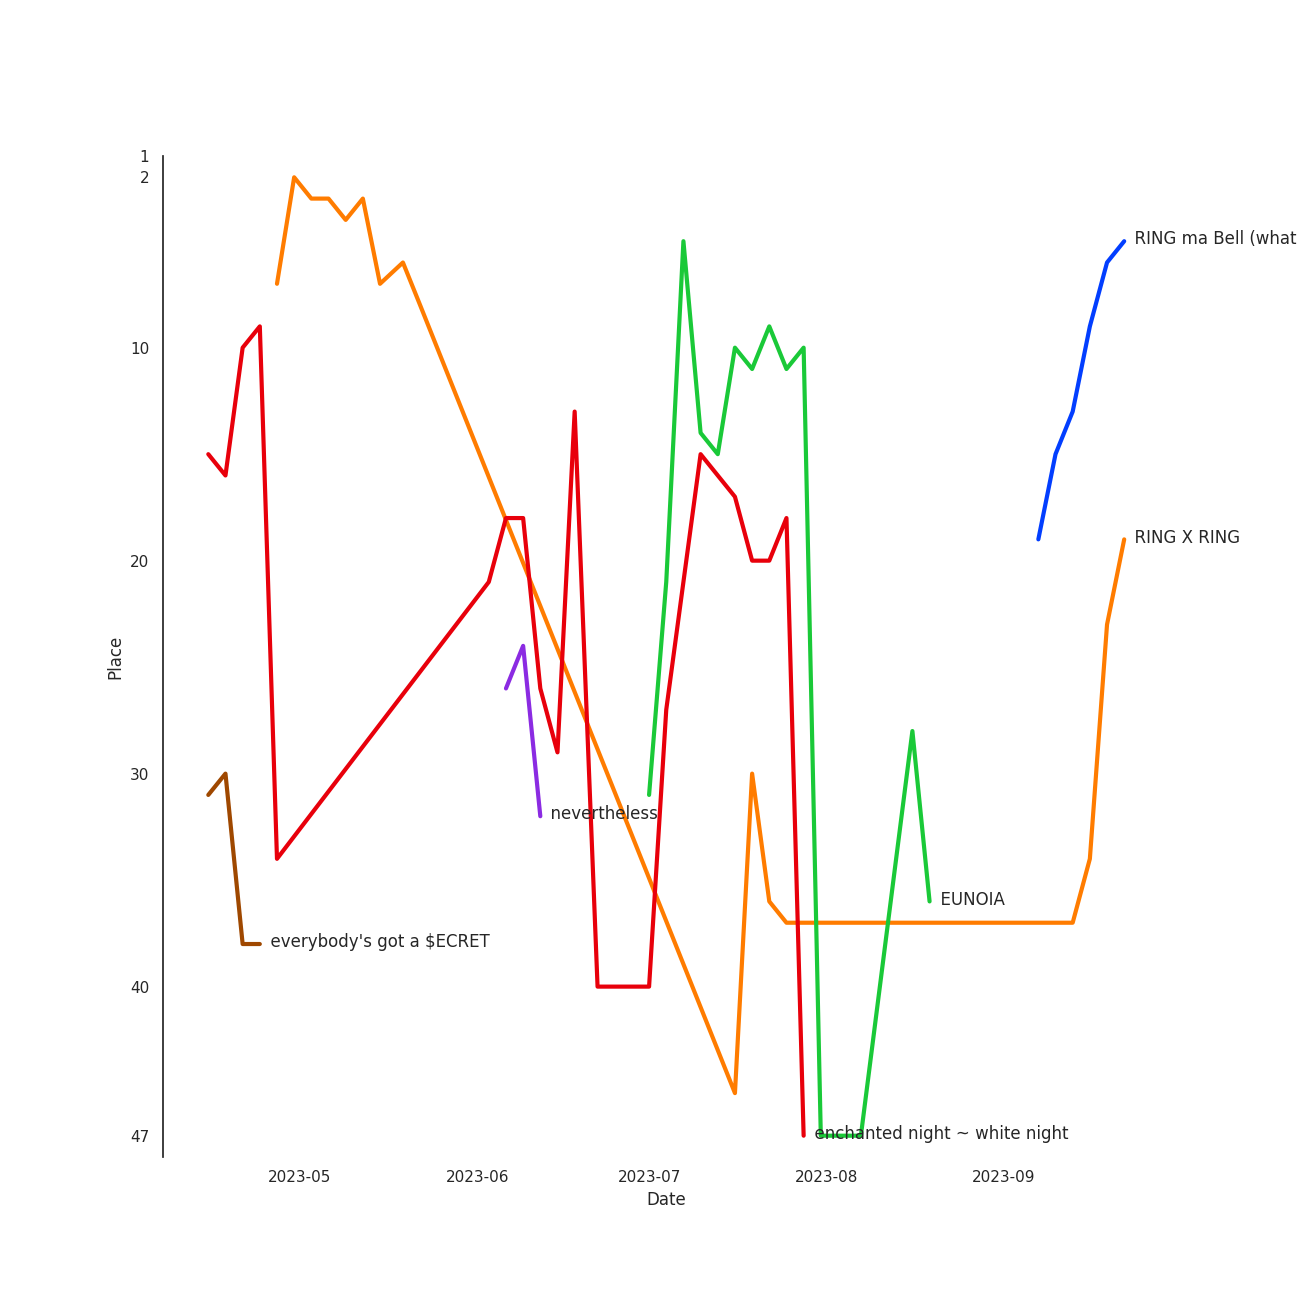 1
2
RING ma Bell (what
10
RING X RING
20
Place
30
nevertheless
EUNOIA
everybody's got a $ECRET
40
47
enchanted night ~ white night
2023-05
2023-06
2023-07
2023-08
2023-09
Date